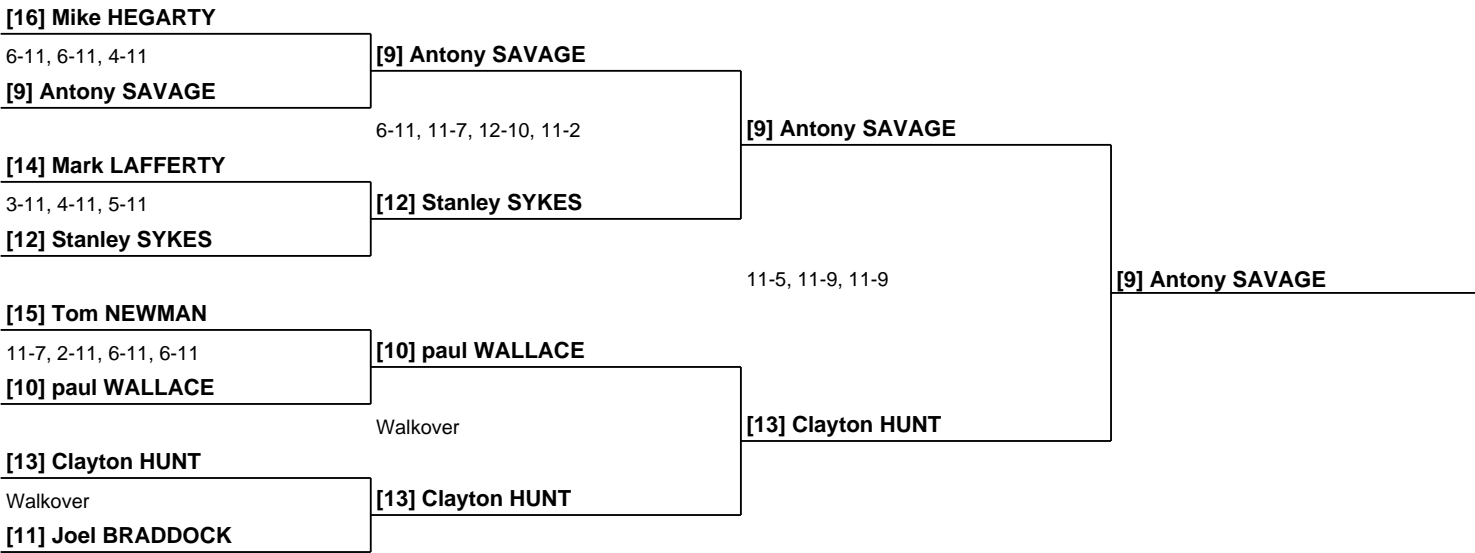 [16] Mike HEGARTY
6-11, 6-11, 4-11
[9] Antony SAVAGE
[9] Antony SAVAGE
6-11, 11-7, 12-10, 11-2
[9] Antony SAVAGE
[14] Mark LAFFERTY
3-11, 4-11, 5-11
[12] Stanley SYKES
[12] Stanley SYKES
11-5, 11-9, 11-9
[9] Antony SAVAGE
[15] Tom NEWMAN
11-7, 2-11, 6-11, 6-11
[10] paul WALLACE
[10] paul WALLACE
Walkover
[13] Clayton HUNT
[13] Clayton HUNT
Walkover
[13] Clayton HUNT
[11] Joel BRADDOCK